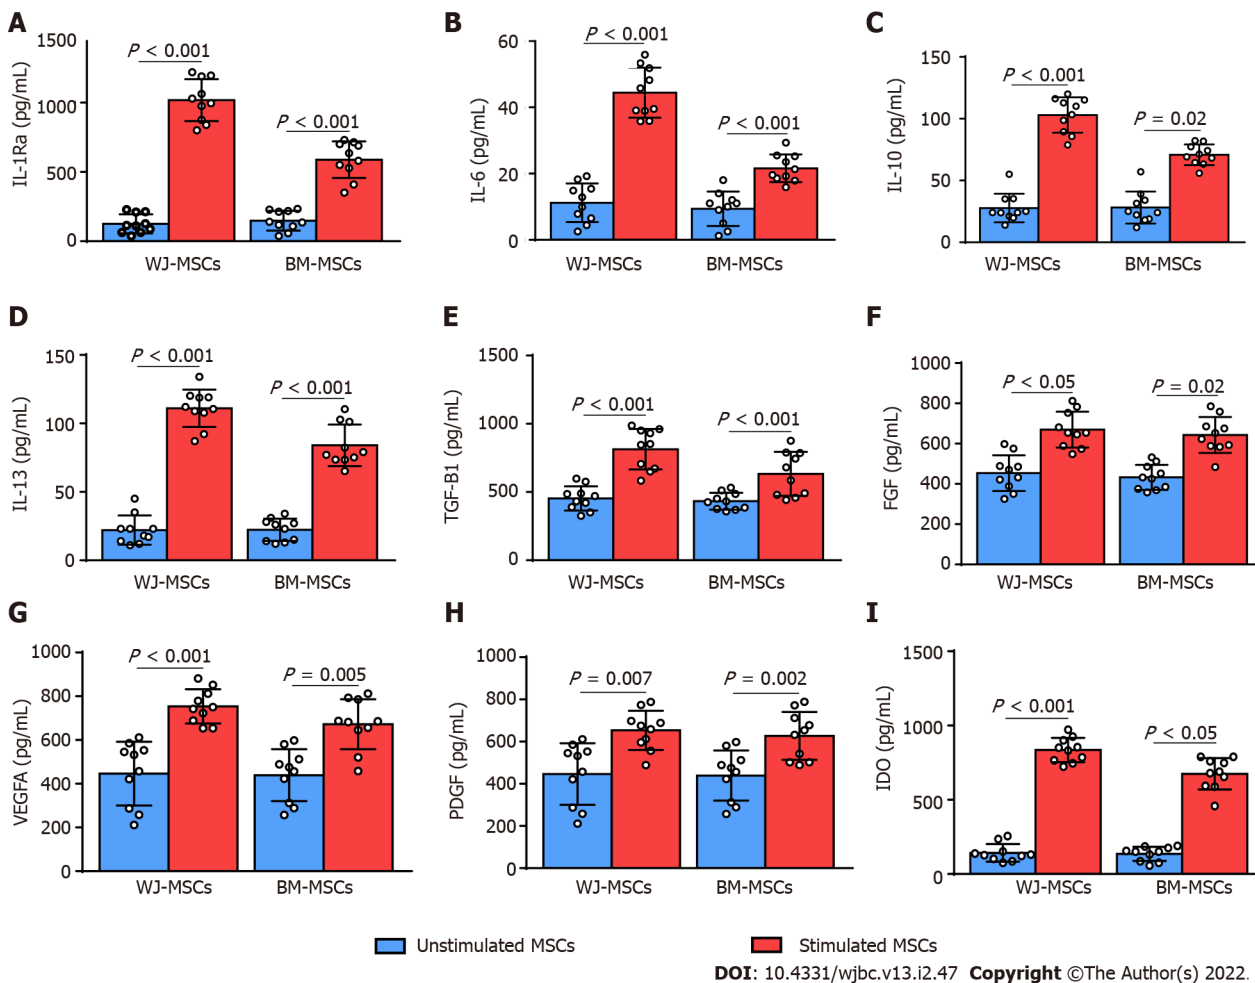 A
IL-1Ra (pg/mL)
1500
1000
500
0
P < 0.001
P < 0.001
WJ-MSCs
BM-MSCs
B
IL-6 (pg/mL)
60
40
20
0
P < 0.001
P < 0.001
WJ-MSCs
BM-MSCs
C
IL-10 (pg/mL)
150
100
50
0
P < 0.001
P = 0.02
WJ-MSCs
BM-MSCs
D
IL-13 (pg/mL)
150
100
50
0
P < 0.001
P < 0.001
WJ-MSCs
BM-MSCs
E
TGF-B1 (pg/mL)
1500
1000
500
0
P < 0.001
P < 0.001
WJ-MSCs
BM-MSCs
F
FGF (pg/mL)
1000
800
600
400
200
0
P < 0.05
P = 0.02
WJ-MSCs
BM-MSCs
G
VEGFA (pg/mL)
1000
800
600
400
200
0
P < 0.001
P = 0.005
WJ-MSCs
BM-MSCs
H
PDGF (pg/mL)
1000
800
600
400
200
0
P = 0.007
P = 0.002
WJ-MSCs
BM-MSCs
I
IDO (pg/mL)
1500
1000
500
0
P < 0.001
P < 0.05
WJ-MSCs
BM-MSCs
Unstimulated MSCs
Stimulated MSCs
DOI: 10.4331/wjbc.v13.i2.47 Copyright ©The Author(s) 2022.